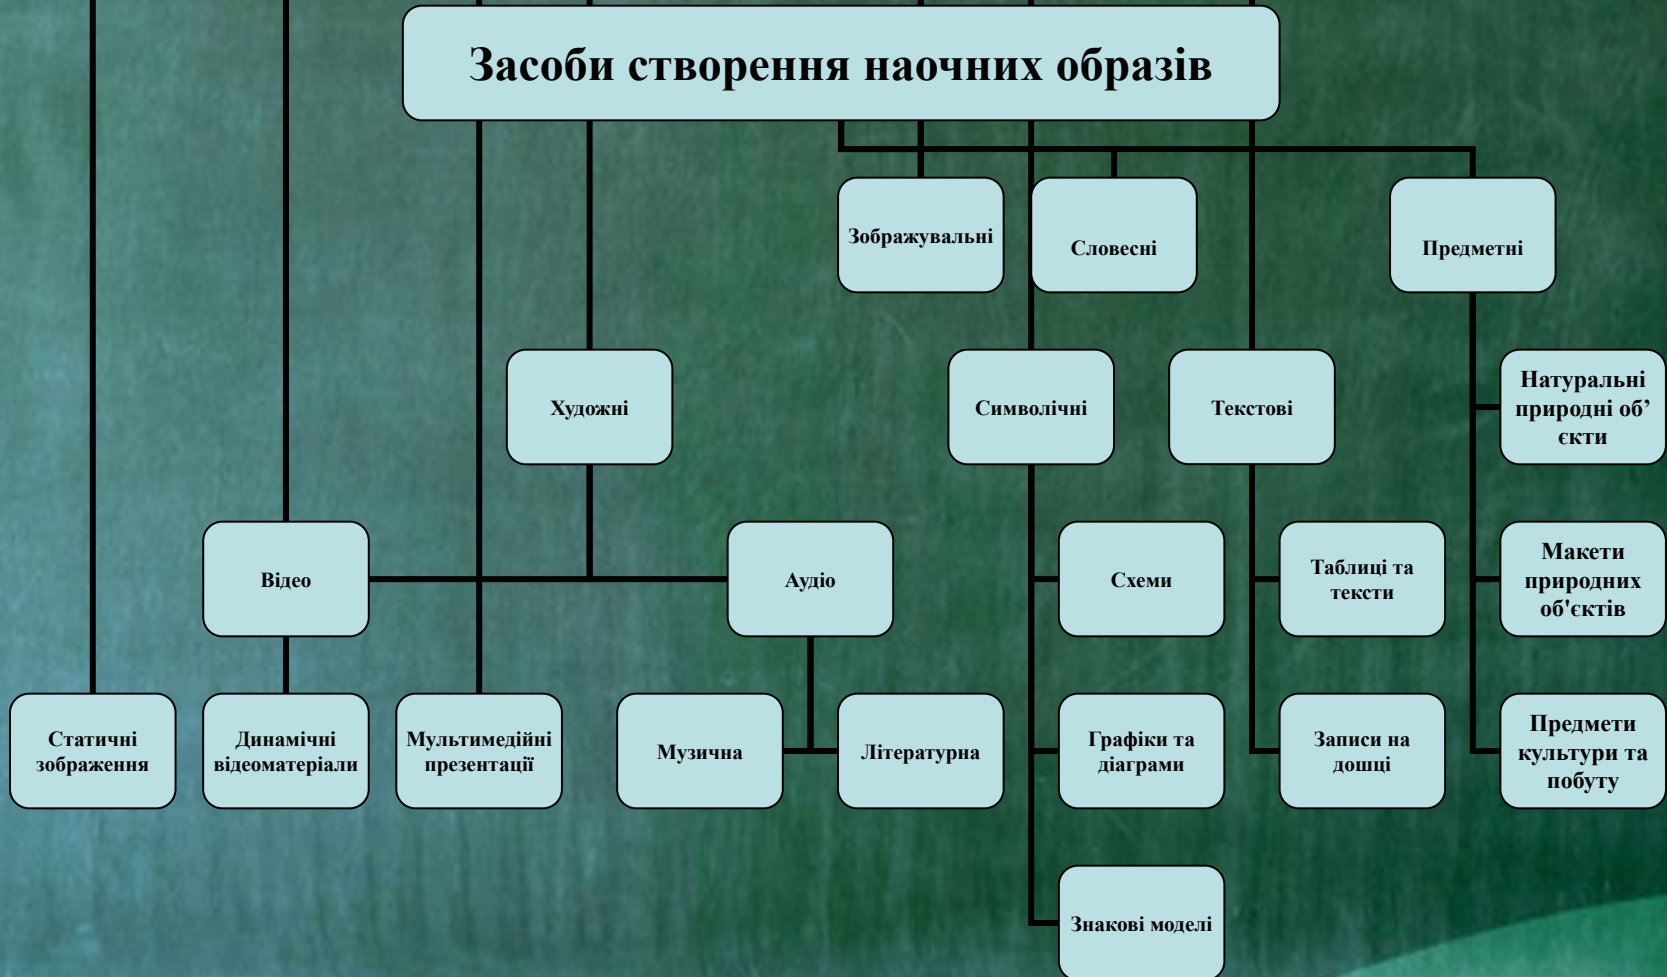 Засоби створення наочних образів
Зображувальні
Словесні
Предметні
Художні
Символічні
Текстові
Натуральні
природні об’
єкти
Відео
Аудіо
Схеми
Таблиці та
тексти
Макети
природних
об'єктів
Статичні
зображення
Динамічні
відеоматеріали
Мультимедійні
презентації
Музична
Літературна
Графіки та
діаграми
Записи на
дошці
Предмети
культури та
побуту
Знакові моделі